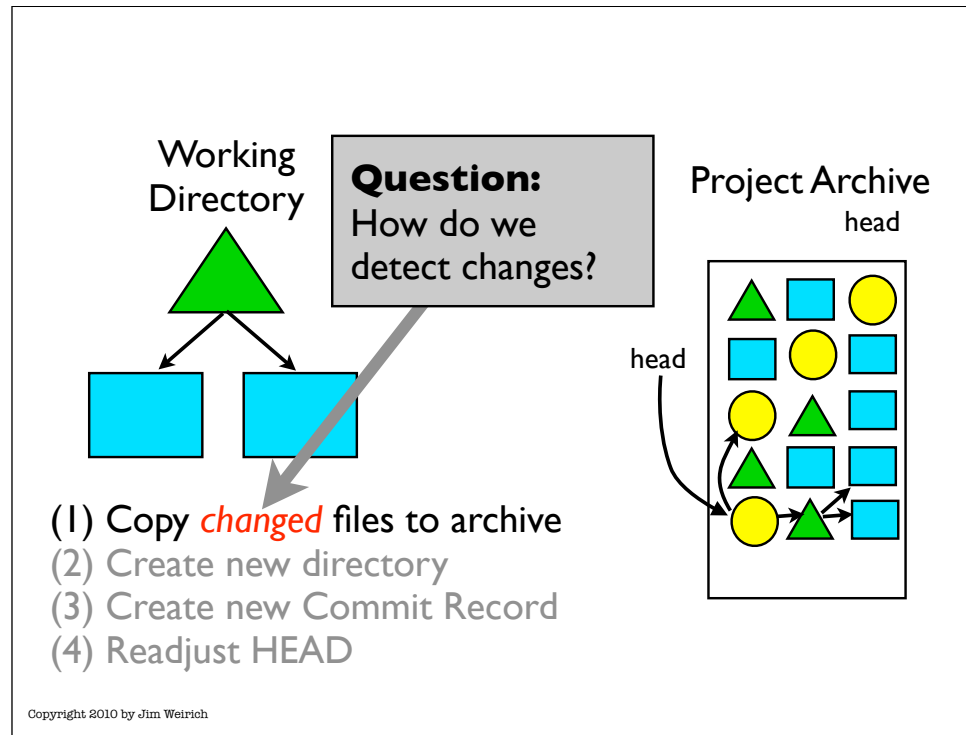 Working
Directory
Question:
How do we
detect changes?
Project Archive
head
head
(1) Copy changed files to archive
(2) Create new directory
(3) Create new Commit Record
(4) Readjust HEAD
Copyright 2010 by Jim Weirich